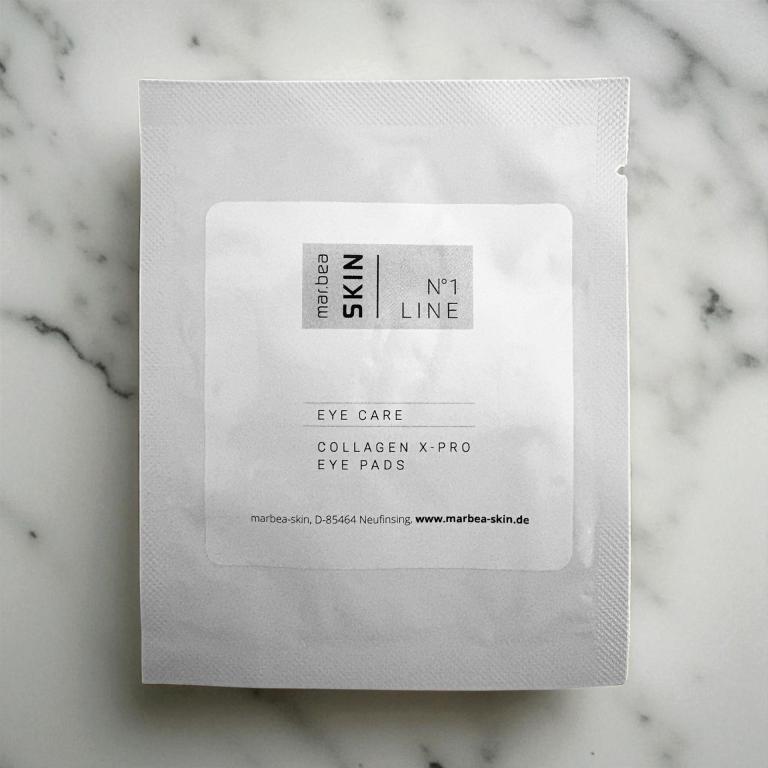 mar.bea
SKIN
N°1
LINE
EYE CARE
COLLAGEN X-PRO
EYE PADS
marbea-skin, D-85464 Neufinsing, www.marbea-skin.de